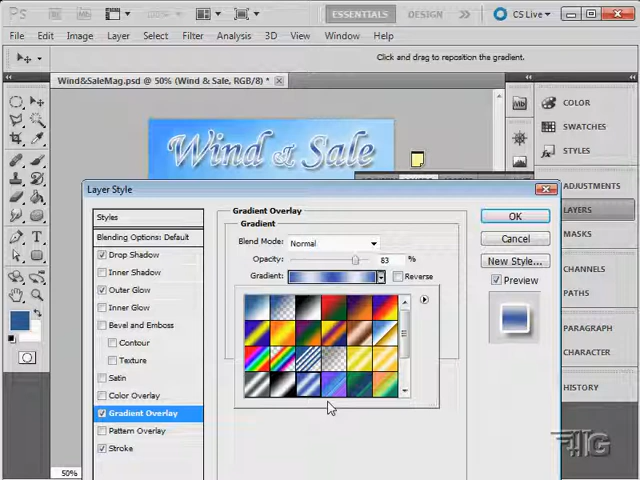 Ps
100%
ESSENTIALS
DESIGN
CS Live
File Edit Image Layer Select Filter Analysis 3D View Window Help
Click and drag to reposition the gradient.
Wind&SaleMag.psd @ 50% (Wind & Sale, RGB/8) *
Wind & Sale
COLOR
SWATCHES
STYLES
ADJUSTMENTS
LAYERS
MASKS
CHANNELS
PATHS
PARAGRAPH
CHARACTER
HISTORY
Layer Style
Styles
Blending Options: Default
Drop Shadow
Inner Shadow
Outer Glow
Inner Glow
Bevel and Emboss
Contour
Texture
Satin
Color Overlay
Gradient Overlay
Pattern Overlay
Stroke
Gradient Overlay
Gradient
Blend Mode: Normal
Opacity: 83 %
Gradient: Reverse
OK
Cancel
New Style...
Preview
50%